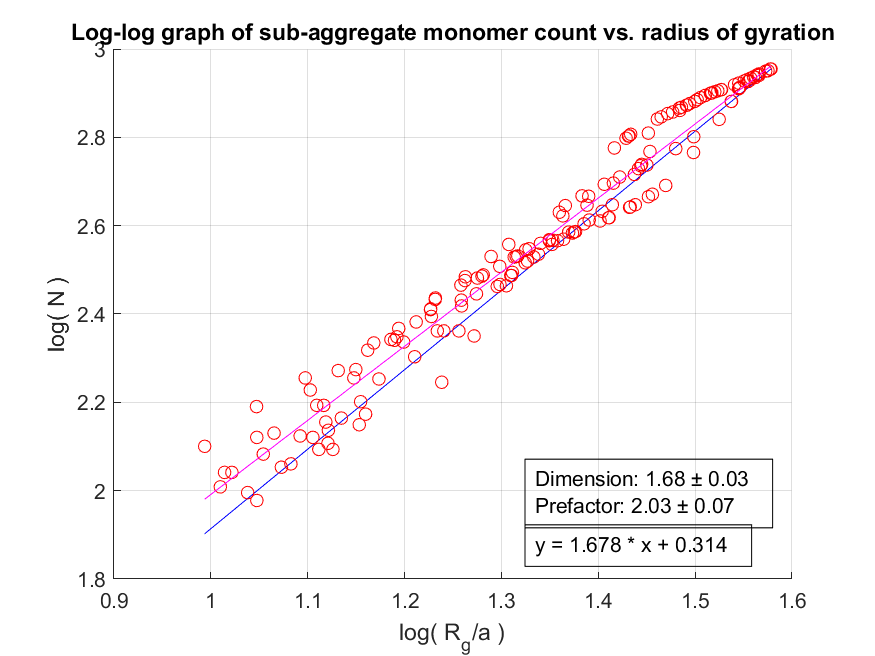 Log-log graph of sub-aggregate monomer count vs. radius of gyration
3
2.8
2.6
2.4
2.2
2
1.8
log( N )
Dimension: 1.68 ± 0.03
Prefactor: 2.03 ± 0.07
y = 1.678 * x + 0.314
0.9 1 1.1 1.2 1.3 1.4 1.5 1.6
log( R_g/a )